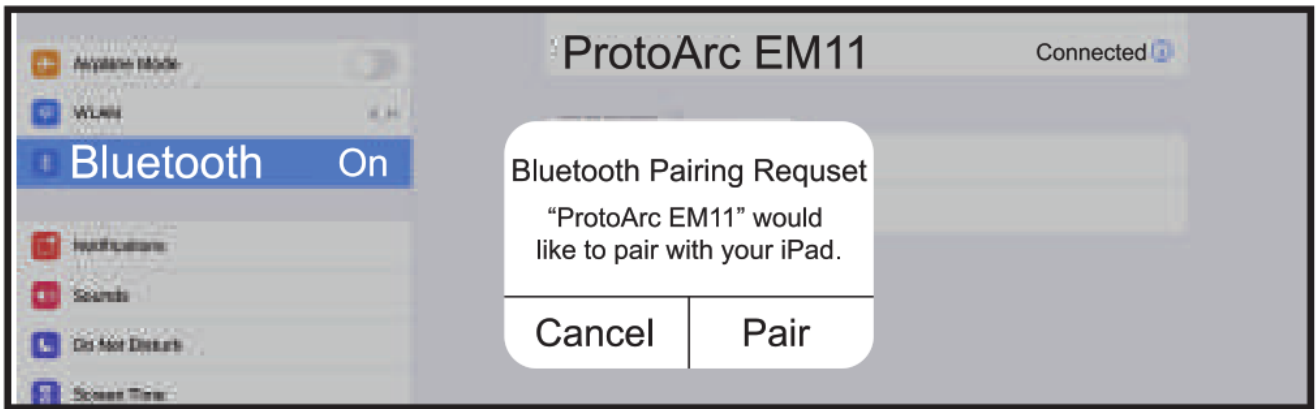 Airplane Mode
WLAN
Bluetooth On
Notifications
Sounds
Do Not Disturb
Screen Time
ProtoArc EM11 Connected
Bluetooth Pairing Requset
“ProtoArc EM11” would
like to pair with your iPad.
Cancel Pair